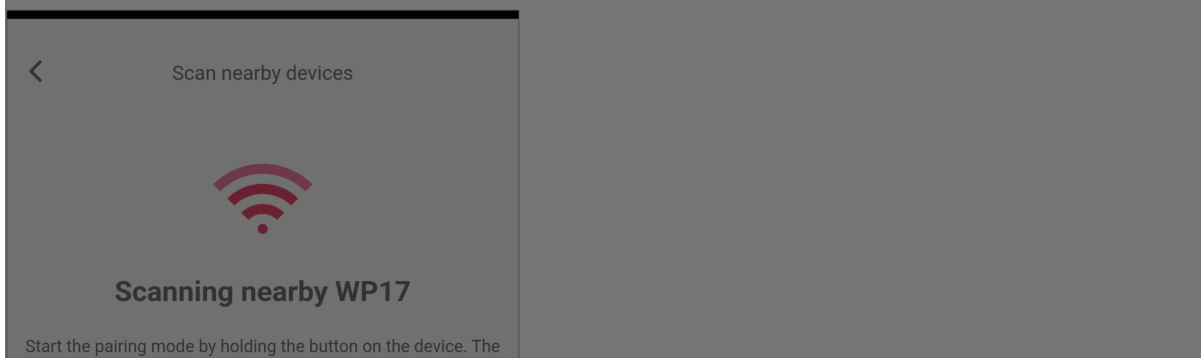 Scan nearby devices
Scanning nearby WP17
Start the pairing mode by holding the button on the device. The